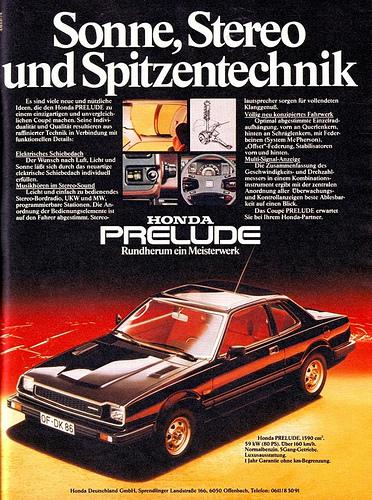 Sonne, Stereo
und Spitzentechnik
Es sind viele neue und nützliche
Ideen, die den Honda PRELUDE zu
einem einzigartigen und unvergleich-
lichen Coupé machen. Seine Indivi-
dualität und Qualität resultieren aus
raffinierter Technik in Verbindung mit
funktionellen Details:
Elektrisches Schiebedach
Der Wunsch nach Luft, Licht und
Sonne läßt sich durch das neuartige
elektrische Schiebedach individuell
erfüllen.
Musikhören im Stereo-Sound
Leicht und einfach zu bedienendes
Stereo-Bordradio, UKW und MW,
programmierbare Stationen. Die An-
ordnung der Bedienungselemente ist
auf den Fahrer abgestimmt. Stereo-
lautsprecher sorgen für vollendeten
Klanggenuß.
Völlig neu konzipiertes Fahrwerk
Optimal abgestimmte Einzelrad-
aufhängung, vorn an Querlenkern,
hinten an Schräglenkern, mit Feder-
beinen (System McPherson),
"Offset"-Federung, Stabilisatoren
vorn und hinten.
Multi-Signal-Anzeige
Die Zusammenfassung des
Geschwindigkeits- und Drehzahl-
messers in einem Kombinations-
instrument ergibt mit der zentralen
Anordnung aller Überwachungs-
und Kontrollanzeigen beste Ablesbar-
keit auf einen Blick.
Das Coupé PRELUDE erwartet
Sie bei Ihrem Honda-Partner.
HONDA
PRELUDE
Rundherum ein Meisterwerk
OF-DK 86
Honda PRELUDE. 1590 cm³.
59 kW (80 PS). Über 160 km/h.
Normalbenzin. 5Gang-Getriebe.
Luxusausstattung.
1 Jahr Garantie ohne km-Begrenzung.
Honda Deutschland GmbH, Sprendlinger Landstraße 166, 6050 Offenbach, Telefon: 0611/8 30 91